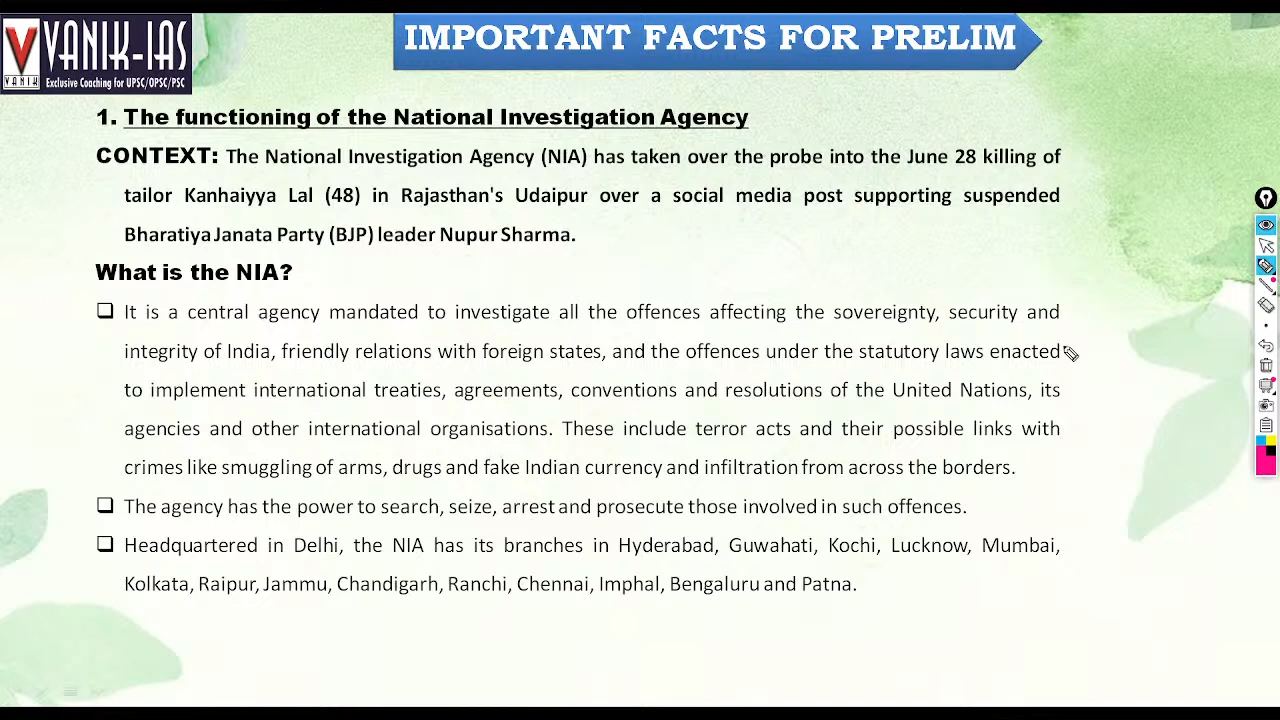 VANIK-IAS
VANIK
Exclusive Coaching for UPSC/OPSC/PSC
IMPORTANT FACTS FOR PRELIM
1. The functioning of the National Investigation Agency
CONTEXT: The National Investigation Agency (NIA) has taken over the probe into the June 28 killing of
tailor Kanhaiyya Lal (48) in Rajasthan's Udaipur over a social media post supporting suspended
Bharatiya Janata Party (BJP) leader Nupur Sharma.
What is the NIA?
It is a central agency mandated to investigate all the offences affecting the sovereignty, security and
integrity of India, friendly relations with foreign states, and the offences under the statutory laws enacted
to implement international treaties, agreements, conventions and resolutions of the United Nations, its
agencies and other international organisations. These include terror acts and their possible links with
crimes like smuggling of arms, drugs and fake Indian currency and infiltration from across the borders.
The agency has the power to search, seize, arrest and prosecute those involved in such offences.
Headquartered in Delhi, the NIA has its branches in Hyderabad, Guwahati, Kochi, Lucknow, Mumbai,
Kolkata, Raipur, Jammu, Chandigarh, Ranchi, Chennai, Imphal, Bengaluru and Patna.